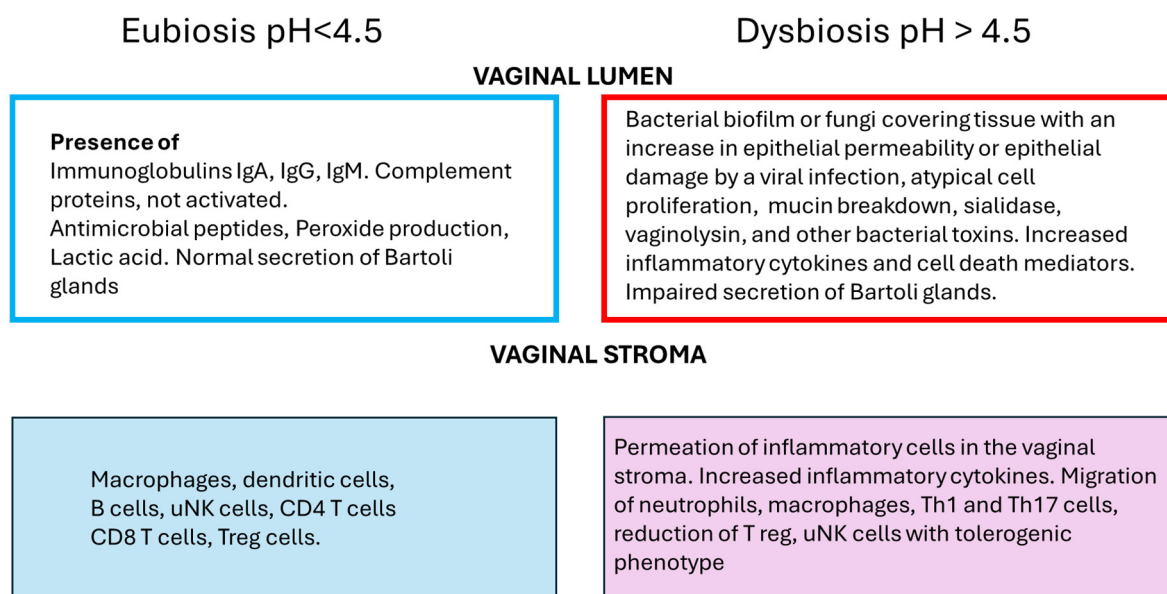 Eubiosis pH<4.5
Dysbiosis pH > 4.5
VAGINAL LUMEN
Presence of
Immunoglobulins IgA, IgG, IgM. Complement
proteins, not activated.
Antimicrobial peptides, Peroxide production,
Lactic acid. Normal secretion of Bartoli
glands
Bacterial biofilm or fungi covering tissue with an
increase in epithelial permeability or epithelial
damage by a viral infection, atypical cell
proliferation, mucin breakdown, sialidase,
vaginolysin, and other bacterial toxins. Increased
inflammatory cytokines and cell death mediators.
Impaired secretion of Bartoli glands.
VAGINAL STROMA
Macrophages, dendritic cells,
B cells, uNK cells, CD4 T cells
CD8 T cells, Treg cells.
Permeation of inflammatory cells in the vaginal
stroma. Increased inflammatory cytokines. Migration
of neutrophils, macrophages, Th1 and Th17 cells,
reduction of T reg, uNK cells with tolerogenic
phenotype